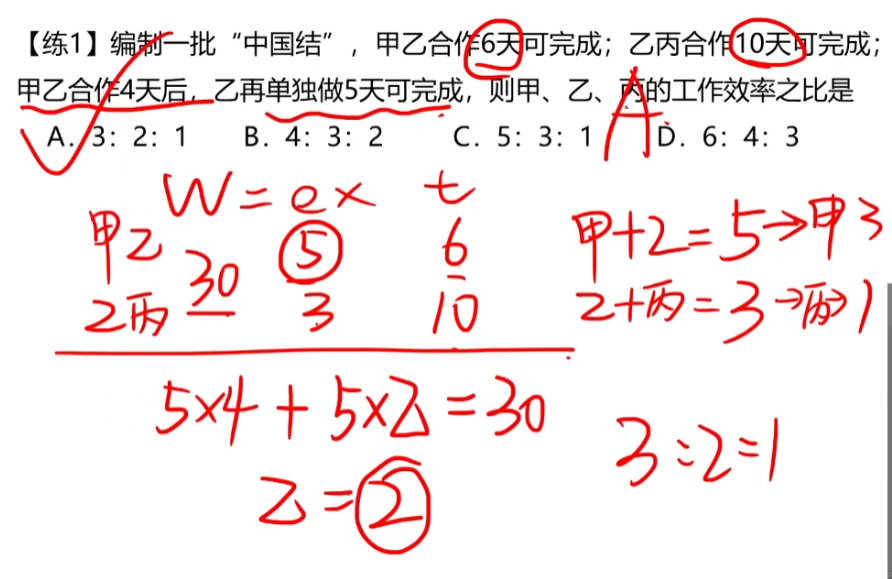 【练1】编制一批“中国结”，甲乙合作6天可完成；乙丙合作10天可完成；
甲乙合作4天后，乙再单独做5天可完成，则甲、乙、丙的工作效率之比是
A. 3：2：1 B. 4：3：2 C. 5：3：1 D. 6：4：3
A
W = e × t
甲乙 5 6
30
乙丙 3 10
甲+乙=5→甲3
乙+丙=3→丙→1
5×4+5×乙=30
乙=2
3:2=1